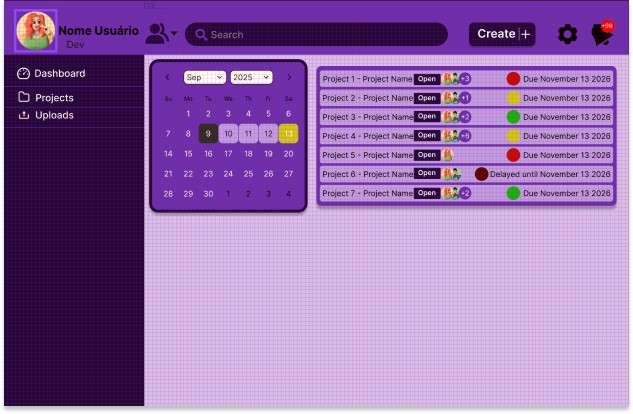 Nome Usuário
Dev
Search
Create
+99
Dashboard
Projects
Uploads
Sep 2025
Su Mo Tu We Th Fr Sa
1 2 3 4 5 6
7 8 9 10 11 12 13
14 15 16 17 18 19 20
21 22 23 24 25 26 27
28 29 30 1 2 3 4
Project 1 - Project Name Open +3 Due November 13 2026
Project 2 - Project Name Open +1 Due November 13 2026
Project 3 - Project Name Open +2 Due November 13 2026
Project 4 - Project Name Open +6 Due November 13 2026
Project 5 - Project Name Open Due November 13 2026
Project 6 - Project Name Open Delayed until November 13 2026
Project 7 - Project Name Open +2 Due November 13 2026